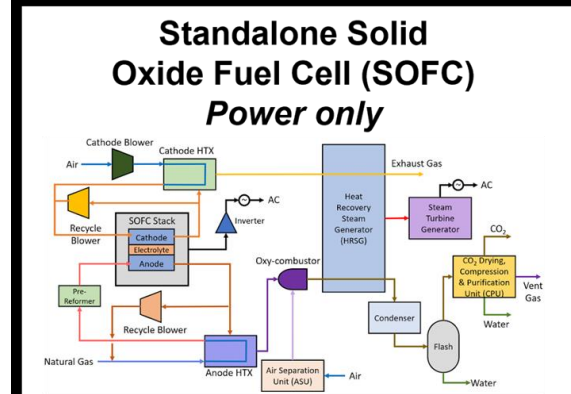 Standalone Solid
Oxide Fuel Cell (SOFC)
Power only
Cathode Blower
Cathode HTX
Air
Exhaust Gas
Recycle
Blower
SOFC Stack
Cathode
Electrolyte
Anode
AC
Inverter
Heat
Recovery
Steam
Generator
(HRSG)
AC
Steam
Turbine
Generator
CO2
CO2 Drying,
Compression
& Purification
Unit (CPU)
Vent
Gas
Water
Oxy-combustor
Pre-
Reformer
Recycle Blower
Condenser
Flash
Natural Gas
Anode HTX
Air Separation
Unit (ASU)
Air
Water